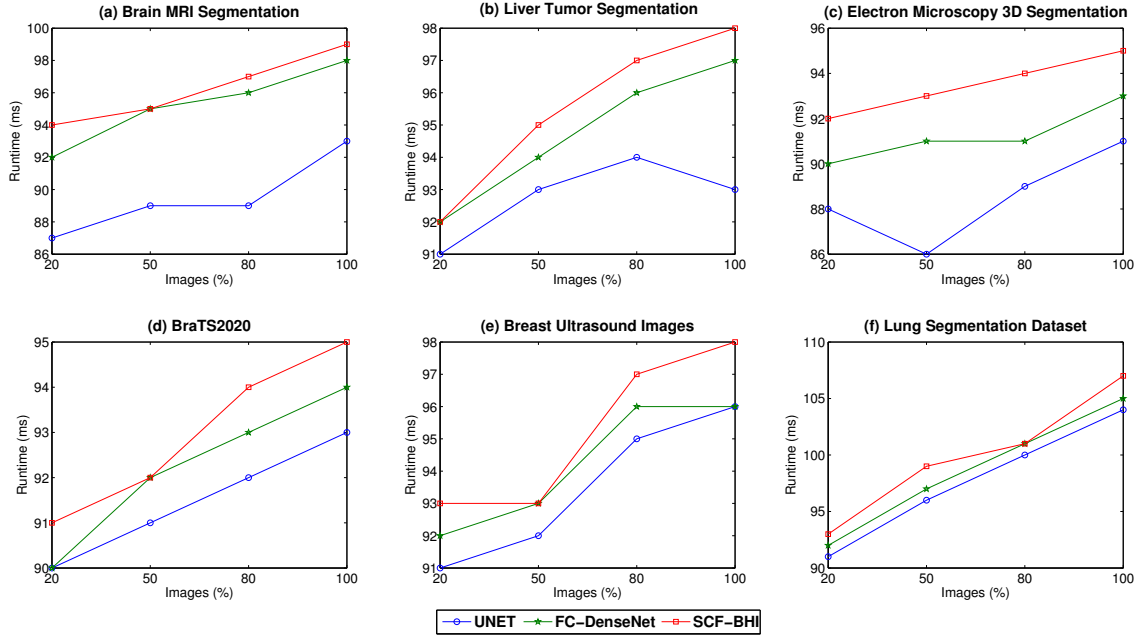 (a) Brain MRI Segmentation
100
98
96
94
92
90
88
86
20 50 80 100
Images (%)
Runtime (ms)
(b) Liver Tumor Segmentation
98
97
96
95
94
93
92
91
20 50 80 100
Images (%)
Runtime (ms)
(c) Electron Microscopy 3D Segmentation
96
94
92
90
88
86
20 50 80 100
Images (%)
Runtime (ms)
(d) BraTS2020
95
94
93
92
91
90
20 50 80 100
Images (%)
Runtime (ms)
(e) Breast Ultrasound Images
98
97
96
95
94
93
92
91
20 50 80 100
Images (%)
Runtime (ms)
(f) Lung Segmentation Dataset
110
105
100
95
90
20 50 80 100
Images (%)
Runtime (ms)
UNET FC−DenseNet SCF−BHI